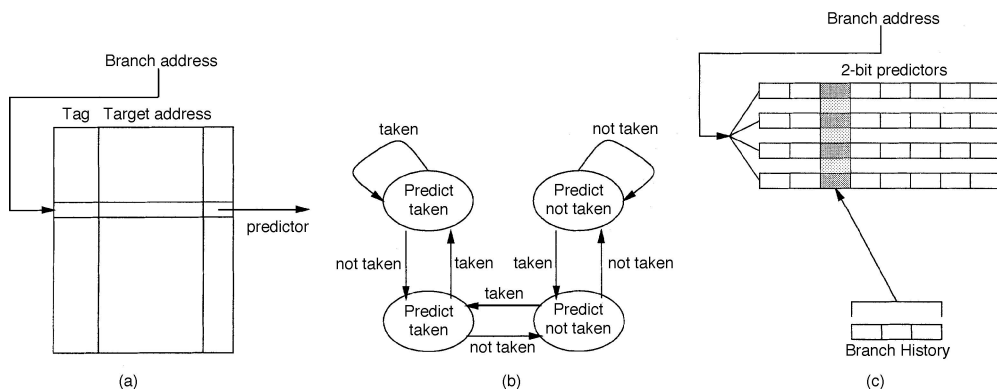 Branch address
Tag Target address
predictor
(a)
taken
not taken
Predict
taken
Predict
not taken
not taken
taken
taken
not taken
taken
Predict
taken
Predict
not taken
not taken
(b)
Branch address
2-bit predictors
Branch History
(c)